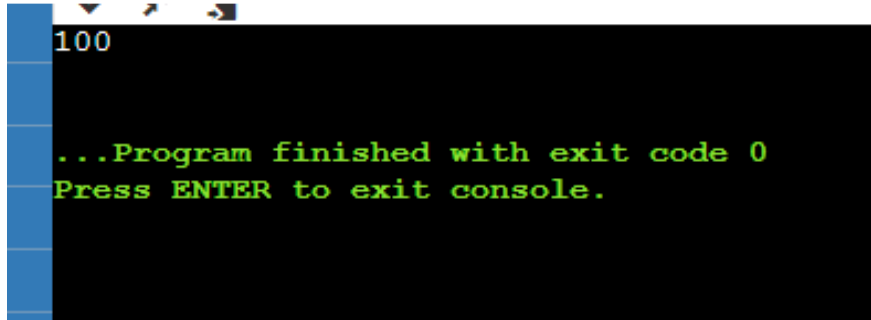 100
...Program finished with exit code 0
Press ENTER to exit console.